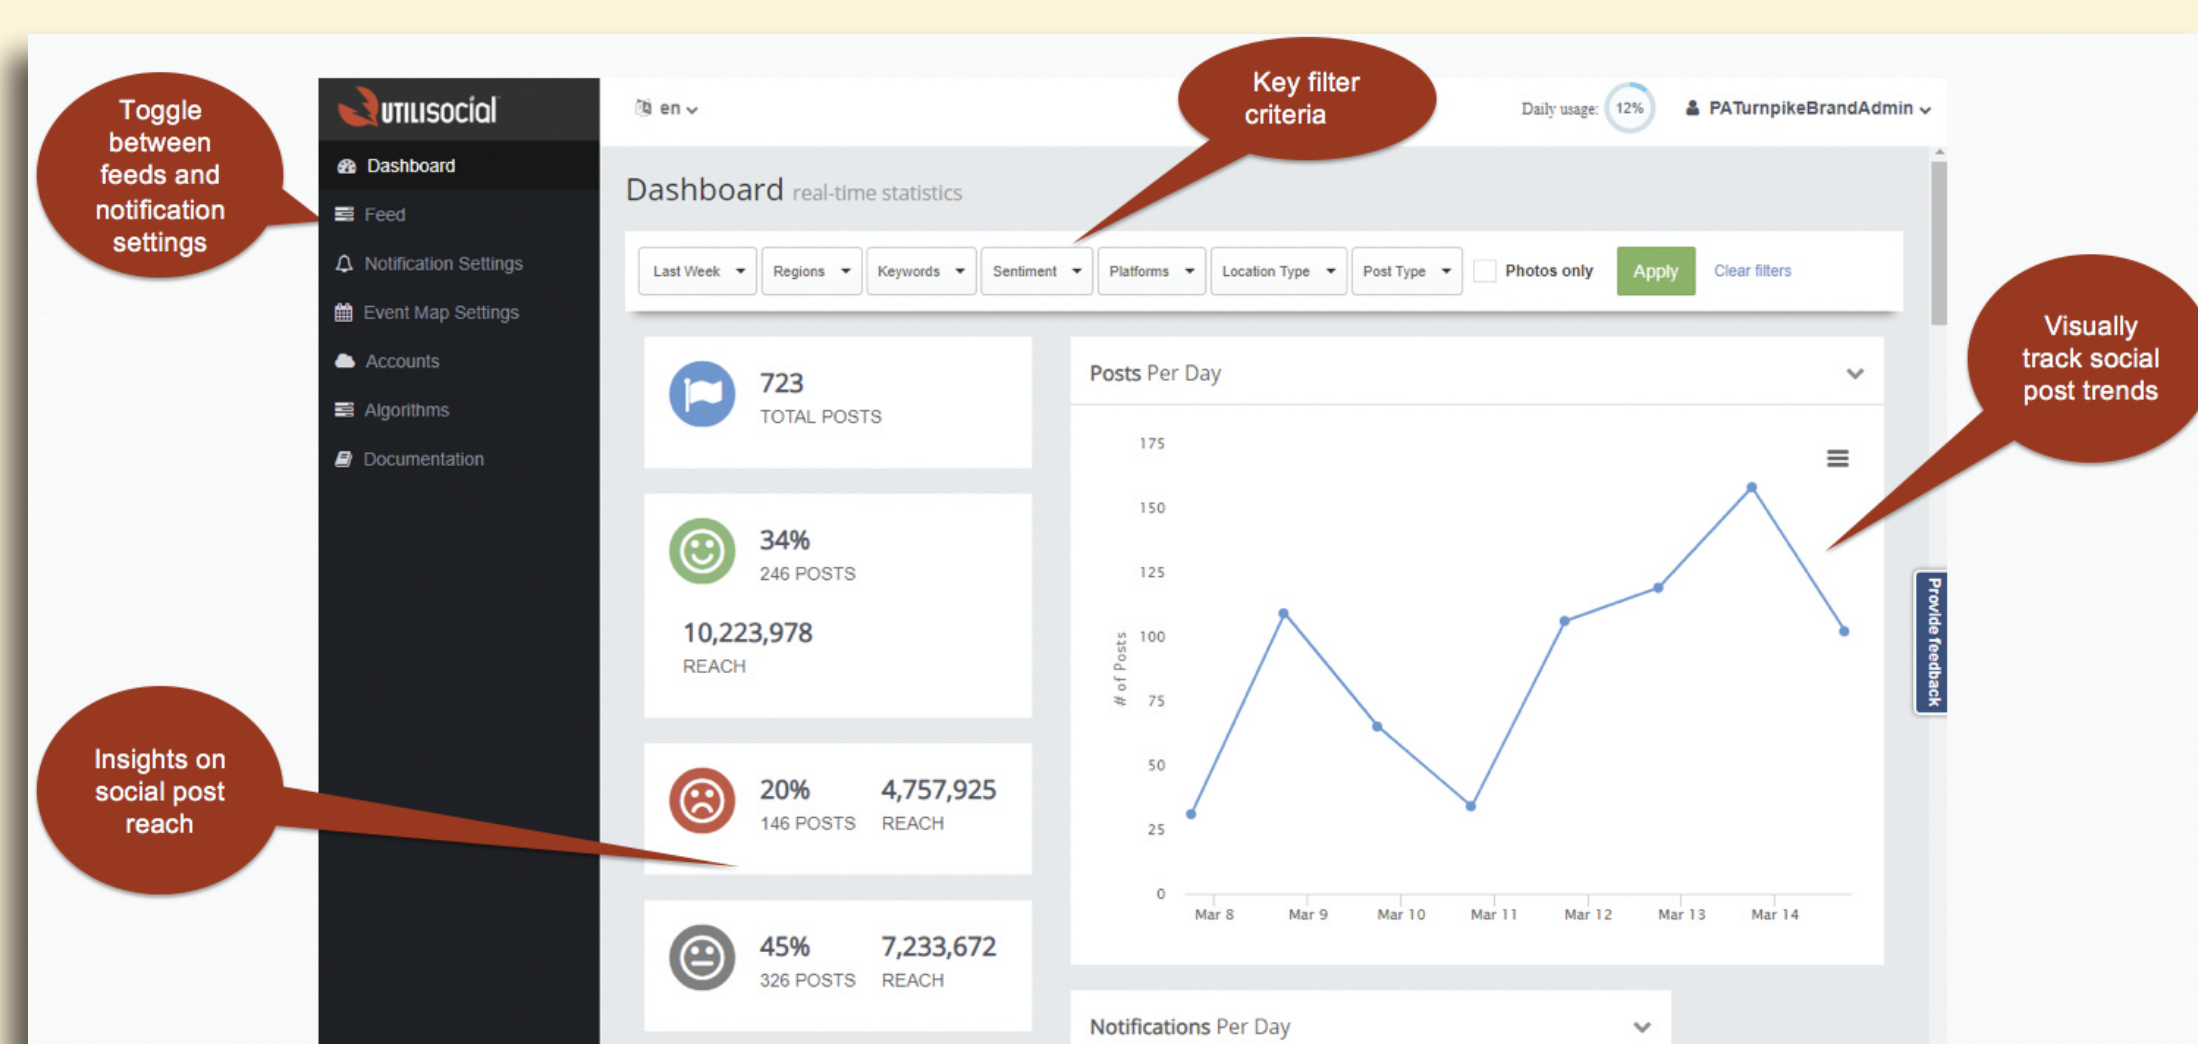 Toggle
between
feeds and
notification
settings
Key filter
criteria
UTILISOCIAL
en
Daily usage: 12%
PATurnpikeBrandAdmin
Dashboard
Feed
Notification Settings
Event Map Settings
Accounts
Algorithms
Documentation
Dashboard real-time statistics
Last Week Regions Keywords Sentiment Platforms Location Type Post Type Photos only Apply Clear filters
Visually
track social
post trends
723
TOTAL POSTS
34%
246 POSTS
10,223,978
REACH
Insights on
social post
reach
20% 4,757,925
146 POSTS REACH
45% 7,233,672
326 POSTS REACH
Posts Per Day
175
150
125
100
75
50
25
0
# of Posts
Mar 8 Mar 9 Mar 10 Mar 11 Mar 12 Mar 13 Mar 14
Provide feedback
Notifications Per Day